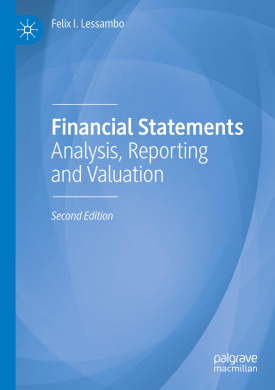 Felix I. Lessambo
Financial Statements
Analysis, Reporting
and Valuation
Second Edition
palgrave
macmillan